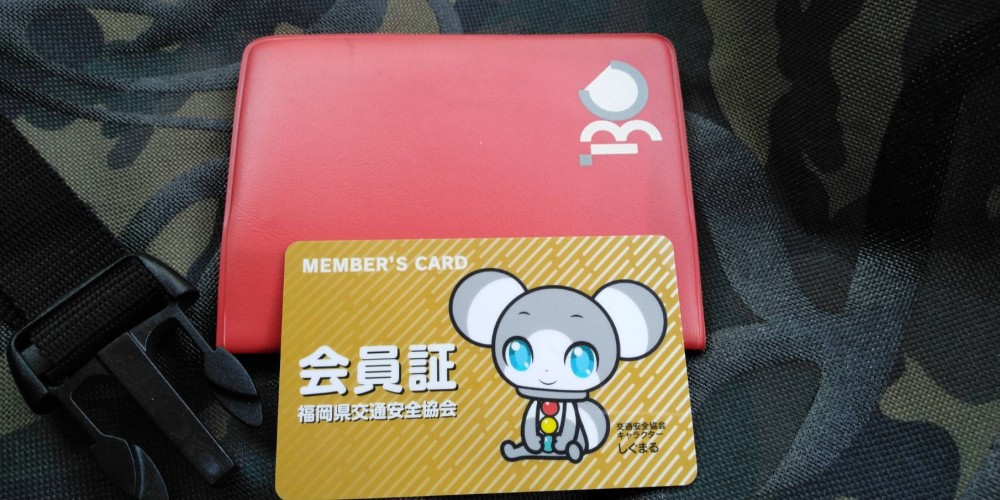 MEMBER'S CARD
会員証
福岡県交通安全協会
交通安全協会
キャラクター
しぐまる